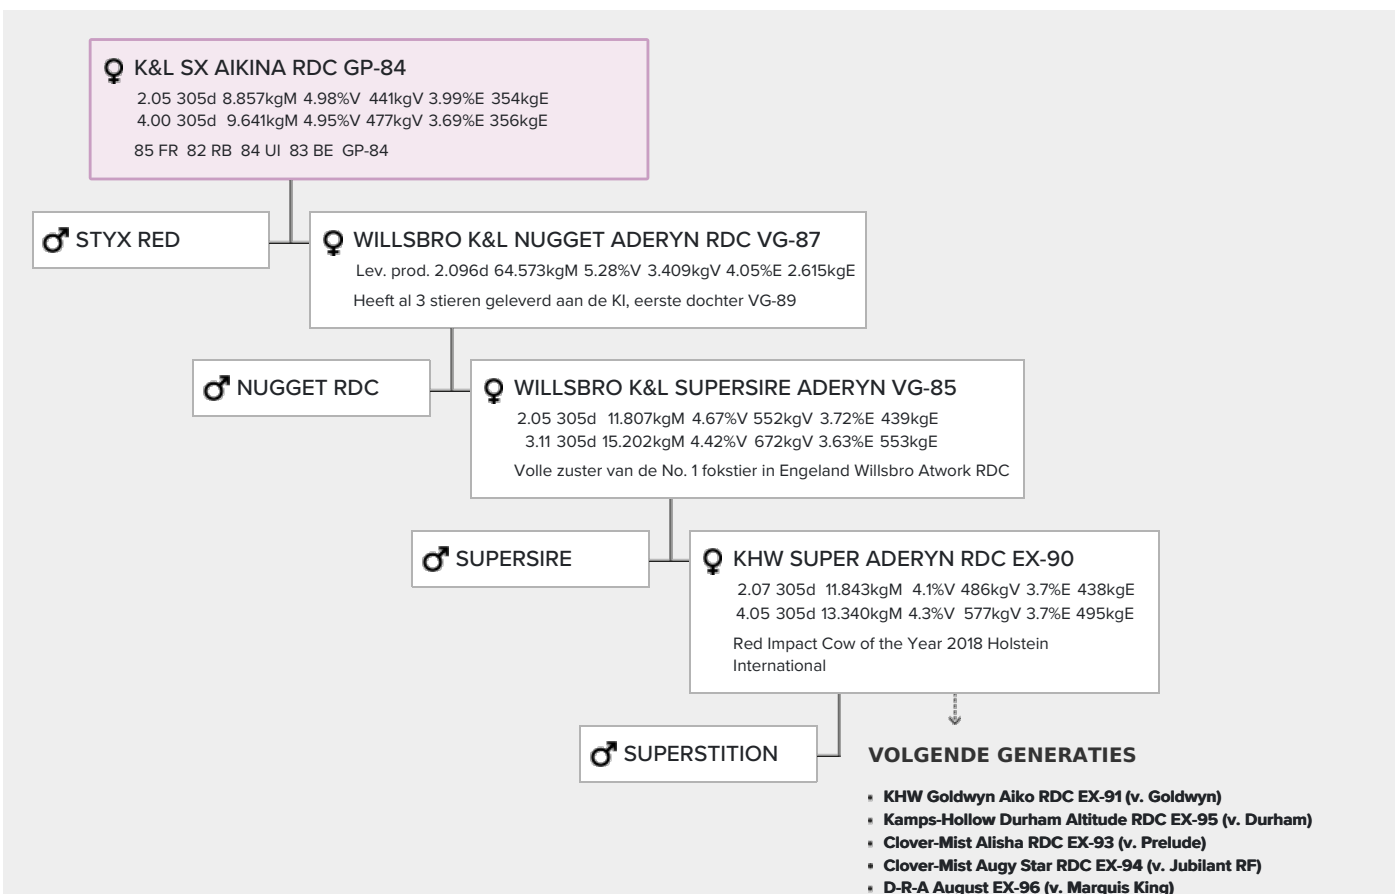 K&L SX AIKINA RDC GP-84
2.05 305d 8.857kgM 4.98%V 441kgV 3.99%E 354kgE
4.00 305d 9.641kgM 4.95%V 477kgV 3.69%E 356kgE
85 FR 82 RB 84 UI 83 BE GP-84
STYX RED
WILLSBRO K&L NUGGET ADERYN RDC VG-87
Lev. prod. 2.096d 64.573kgM 5.28%V 3.409kgV 4.05%E 2.615kgE
Heeft al 3 stieren geleverd aan de KI, eerste dochter VG-89
NUGGET RDC
WILLSBRO K&L SUPERSIRE ADERYN VG-85
2.05 305d 11.807kgM 4.67%V 552kgV 3.72%E 439kgE
3.11 305d 15.202kgM 4.42%V 672kgV 3.63%E 553kgE
Volle zuster van de No. 1 fokstier in Engeland Willsbro Atwork RDC
SUPERSIRE
KHW SUPER ADERYN RDC EX-90
2.07 305d 11.843kgM 4.1%V 486kgV 3.7%E 438kgE
4.05 305d 13.340kgM 4.3%V 577kgV 3.7%E 495kgE
Red Impact Cow of the Year 2018 Holstein
International
SUPERSTITION
VOLGENDE GENERATIES
KHW Goldwyn Aiko RDC EX-91 (v. Goldwyn)
Kamps-Hollow Durham Altitude RDC EX-95 (v. Durham)
Clover-Mist Alisha RDC EX-93 (v. Prelude)
Clover-Mist Augy Star RDC EX-94 (v. Jubilant RF)
D-R-A August EX-96 (v. Marquis King)